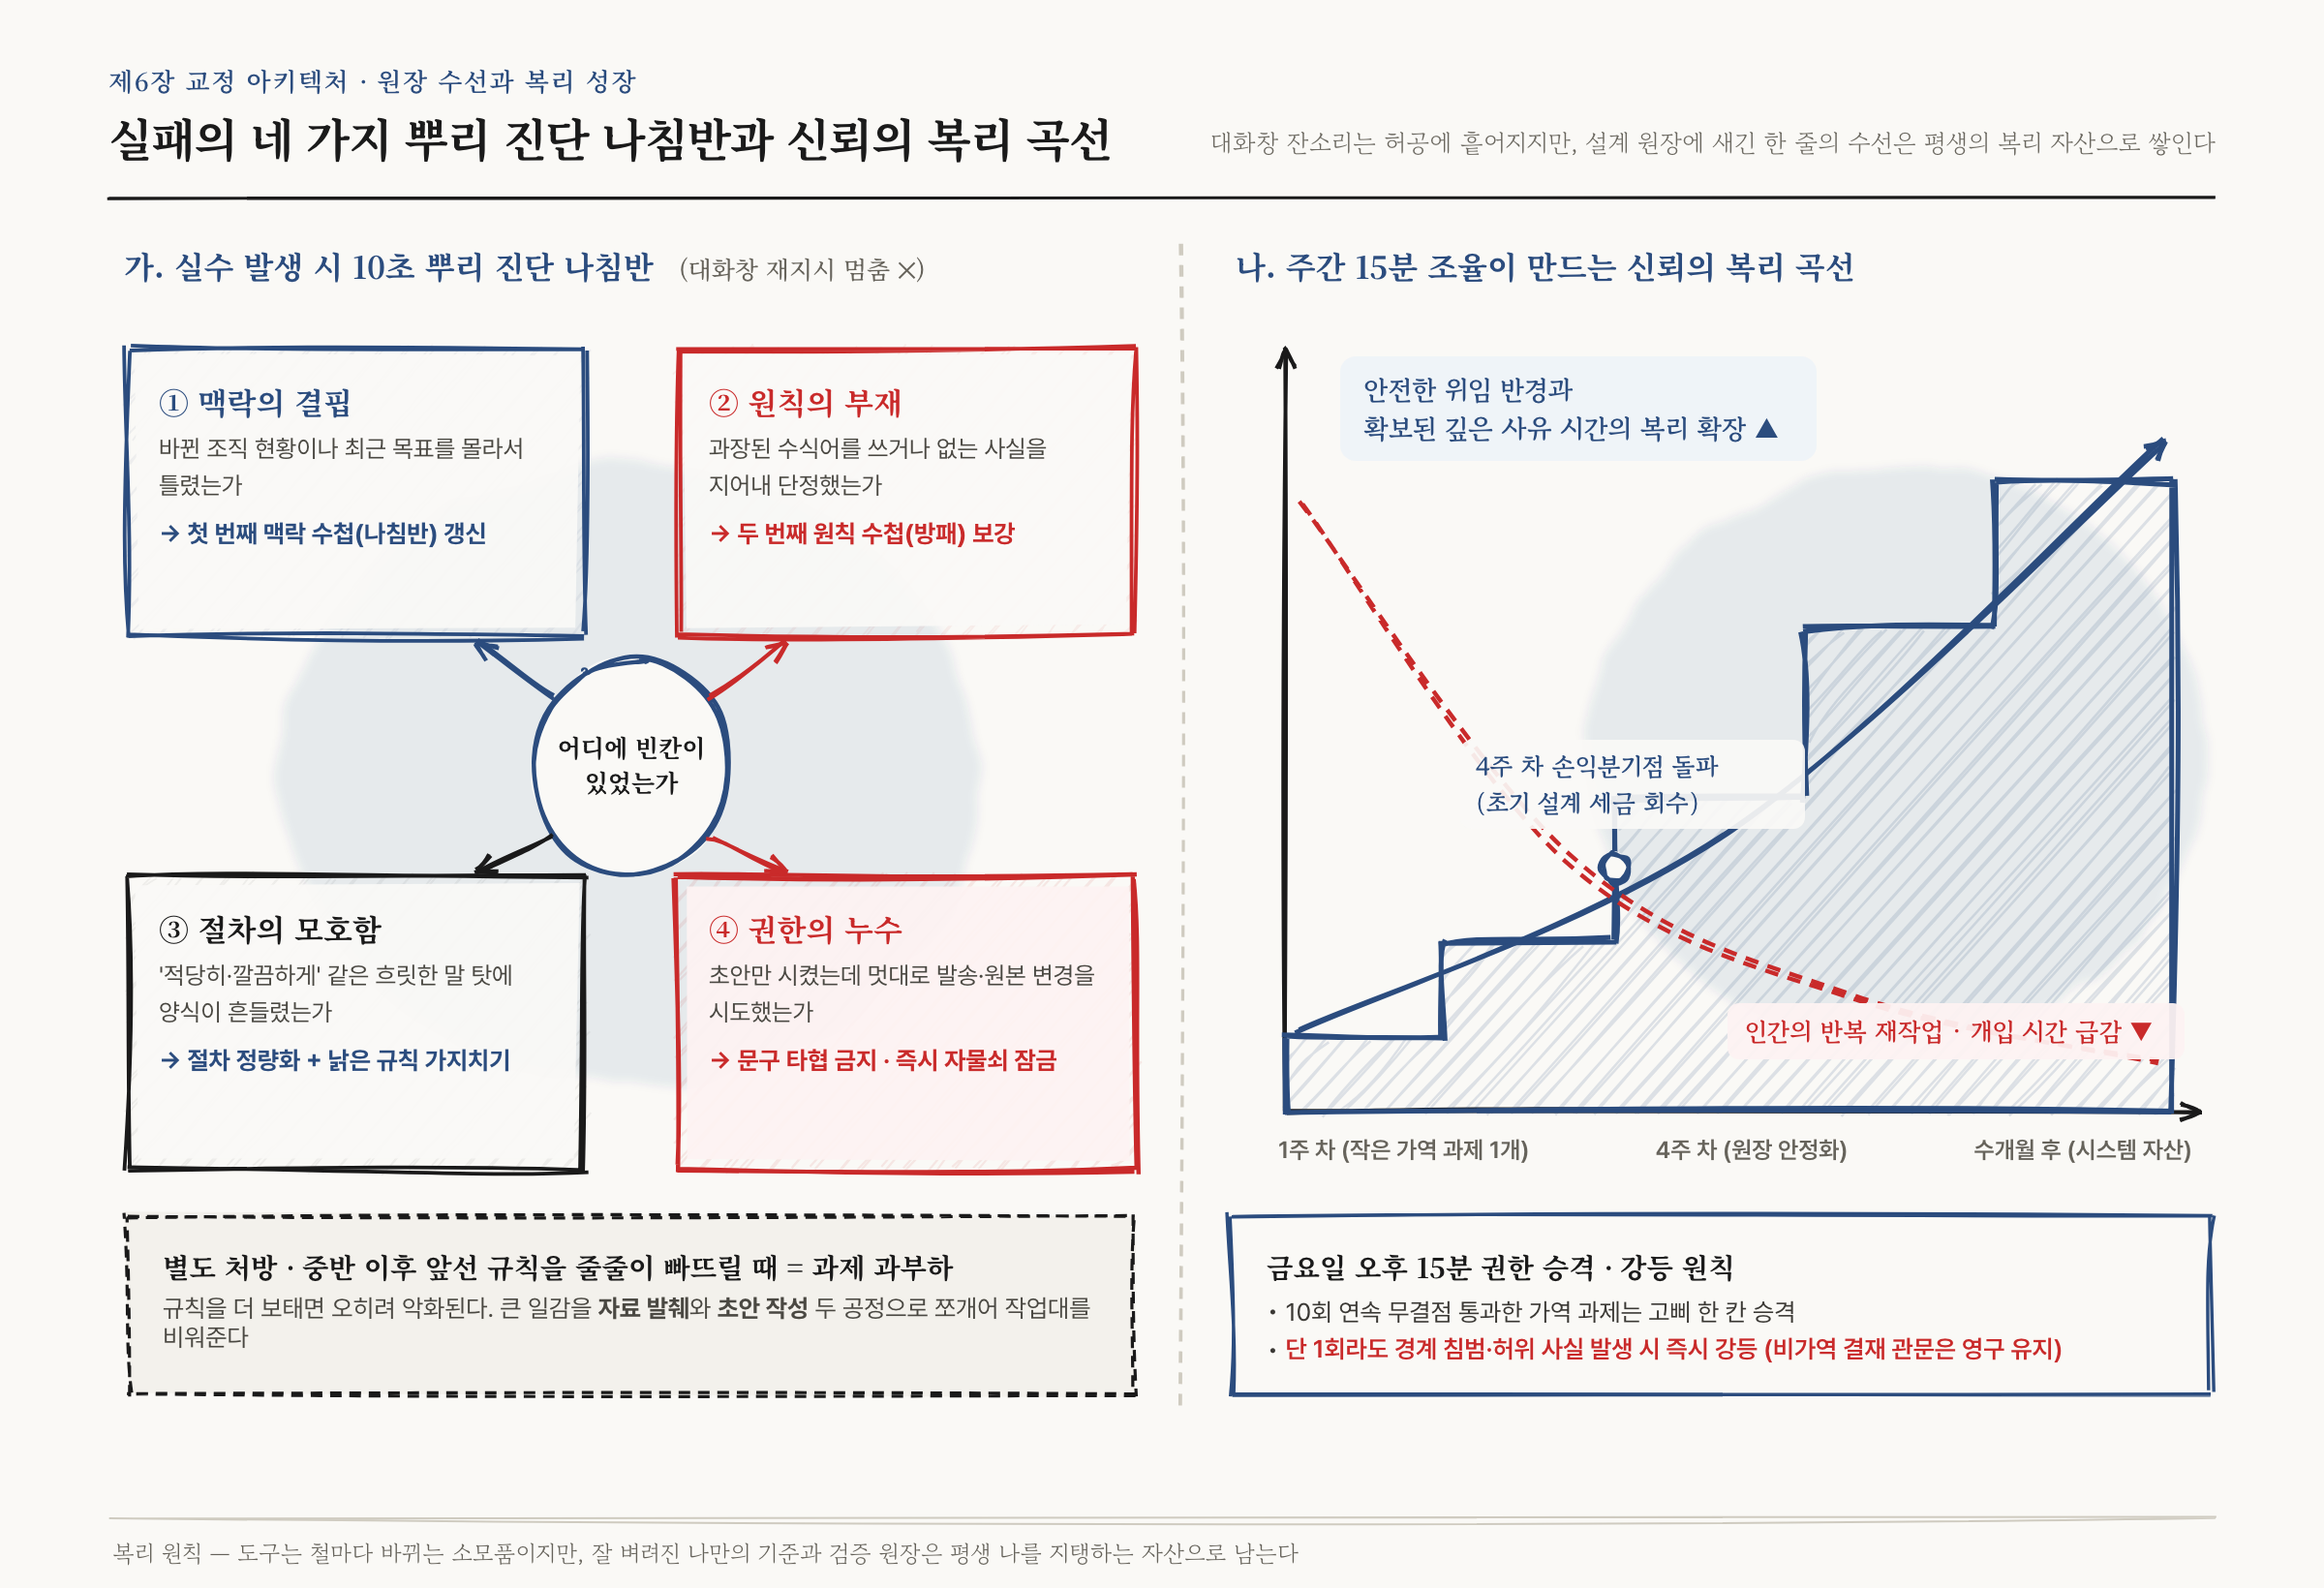 제6장 교정 아키텍처 · 원장 수선과 복리 성장
실패의 네 가지 뿌리 진단 나침반과 신뢰의 복리 곡선
대화창 잔소리는 허공에 흩어지지만, 설계 원장에 새긴 한 줄의 수선은 평생의 복리 자산으로 쌓인다
가. 실수 발생 시 10초 뿌리 진단 나침반 (대화창 재지시 멈춤 ×)
① 맥락의 결핍
바뀐 조직 현황이나 최근 목표를 몰라서
틀렸는가
→ 첫 번째 맥락 수첩(나침반) 갱신
② 원칙의 부재
과장된 수식어를 쓰거나 없는 사실을
지어내 단정했는가
→ 두 번째 원칙 수첩(방패) 보강
어디에 빈칸이
있었는가
③ 절차의 모호함
'적당히·깔끔하게' 같은 흐릿한 말 탓에
양식이 흔들렸는가
→ 절차 정량화 + 낡은 규칙 가지치기
④ 권한의 누수
초안만 시켰는데 멋대로 발송·원본 변경을
시도했는가
→ 문구 타협 금지 · 즉시 자물쇠 잠금
별도 처방 · 중반 이후 앞선 규칙을 줄줄이 빠뜨릴 때 = 과제 과부하
규칙을 더 보태면 오히려 악화된다. 큰 일감을 자료 발췌와 초안 작성 두 공정으로 쪼개어 작업대를
비워준다
나. 주간 15분 조율이 만드는 신뢰의 복리 곡선
안전한 위임 반경과
확보된 깊은 사유 시간의 복리 확장 ▲
4주 차 손익분기점 돌파
(초기 설계 세금 회수)
인간의 반복 재작업 · 개입 시간 급감 ▼
1주 차 (작은 가역 과제 1개)
4주 차 (원장 안정화)
수개월 후 (시스템 자산)
금요일 오후 15분 권한 승격 · 강등 원칙
• 10회 연속 무결점 통과한 가역 과제는 고삐 한 칸 승격
• 단 1회라도 경계 침범·허위 사실 발생 시 즉시 강등 (비가역 결재 관문은 영구 유지)
복리 원칙 — 도구는 철마다 바뀌는 소모품이지만, 잘 벼려진 나만의 기준과 검증 원장은 평생 나를 지탱하는 자산으로 남는다